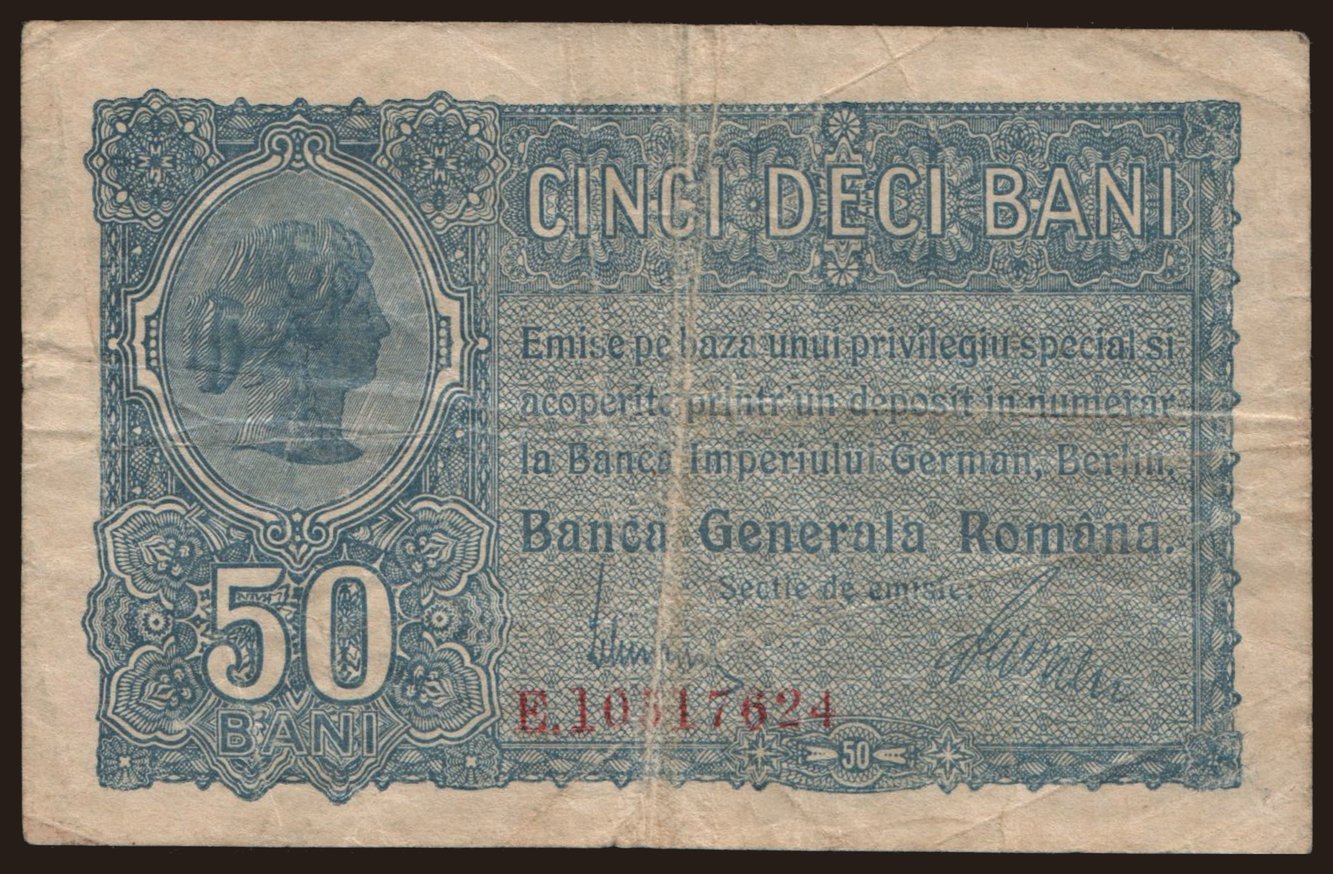 CINCI DECI BANI
Emise pe baza unui privilegiu special si
acoperite printr'un deposit in numerar
la Banca Imperiului German, Berlin,
Banca Generala Româna.
Sectie de emisie:
E.10517624
50
BANI
50